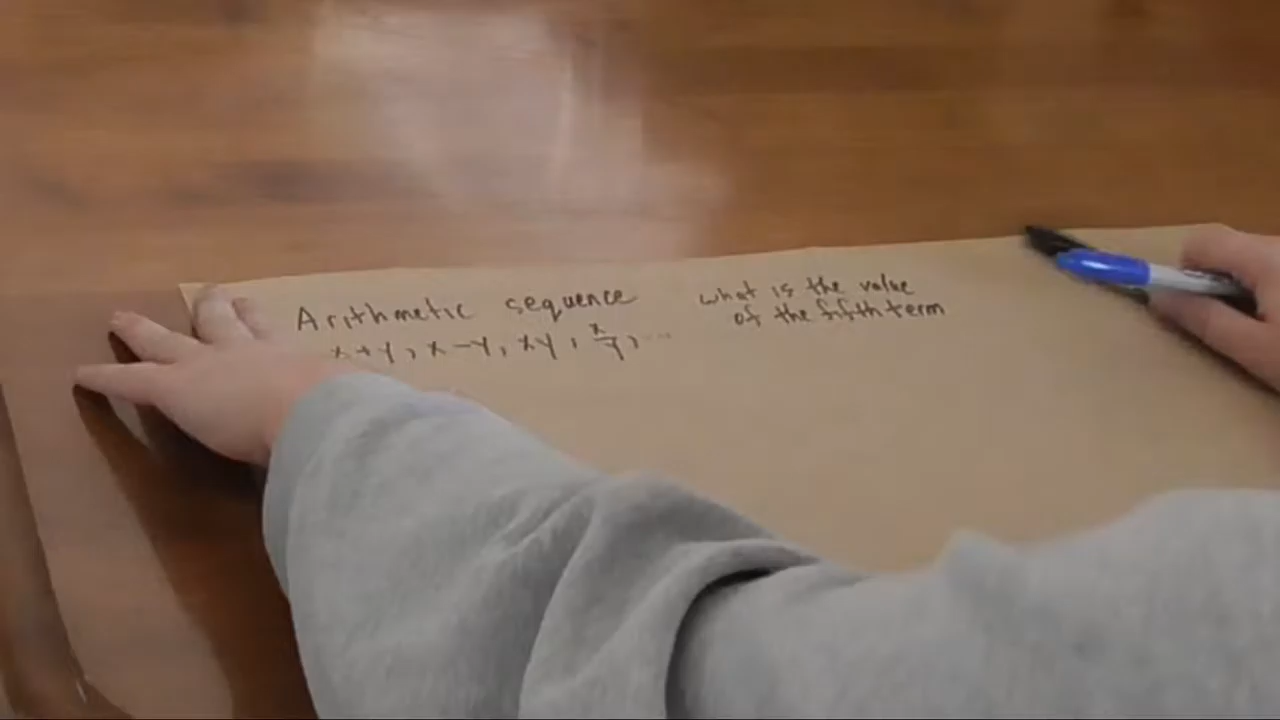 Arithmetic sequence
x+y, x-y, xy, x/y, ...
what is the value
of the fifth term